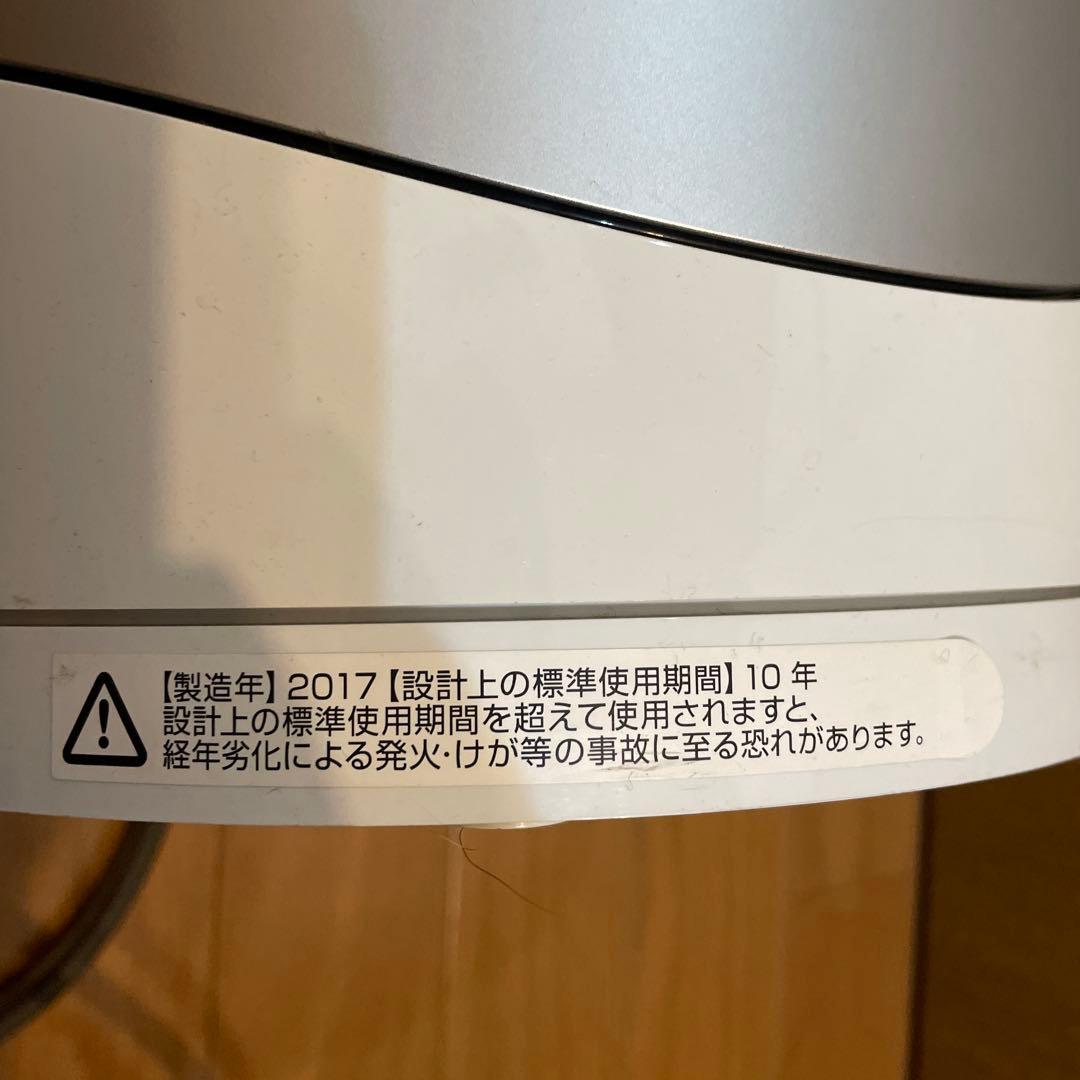 【製造年】2017【設計上の標準使用期間】10 年
設計上の標準使用期間を超えて使用されますと、
経年劣化による発火・けが等の事故に至る恐れがあります。